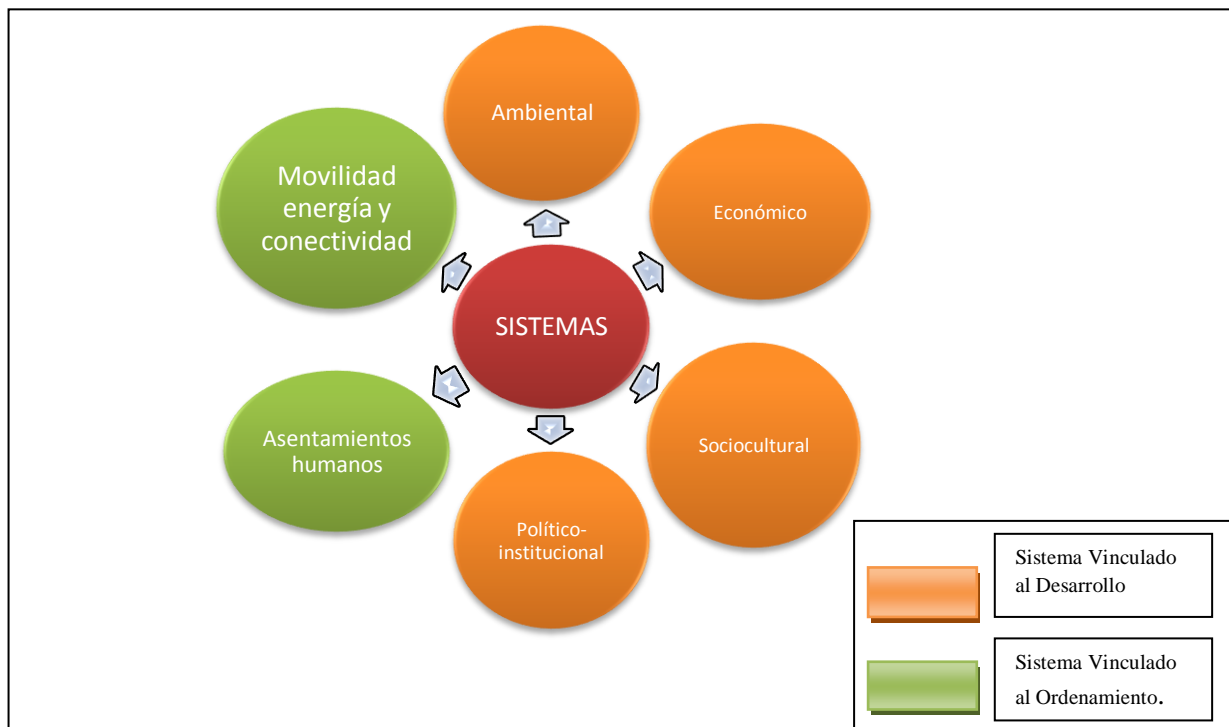 Ambiental
Movilidad
energía y
conectividad
Económico
SISTEMAS
Asentamientos
humanos
Sociocultural
Político-
institucional
Sistema Vinculado
al Desarrollo
Sistema Vinculado
al Ordenamiento.